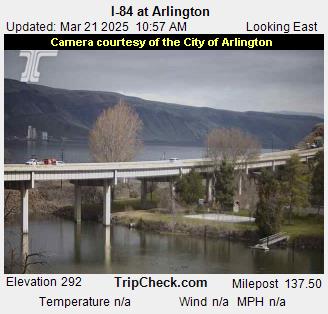 I-84 at Arlington
Updated: Mar 21 2025 10:57 AM Looking East
Camera courtesy of the City of Arlington
Elevation 292 TripCheck.com Milepost 137.50
Temperature n/a Wind n/a MPH n/a